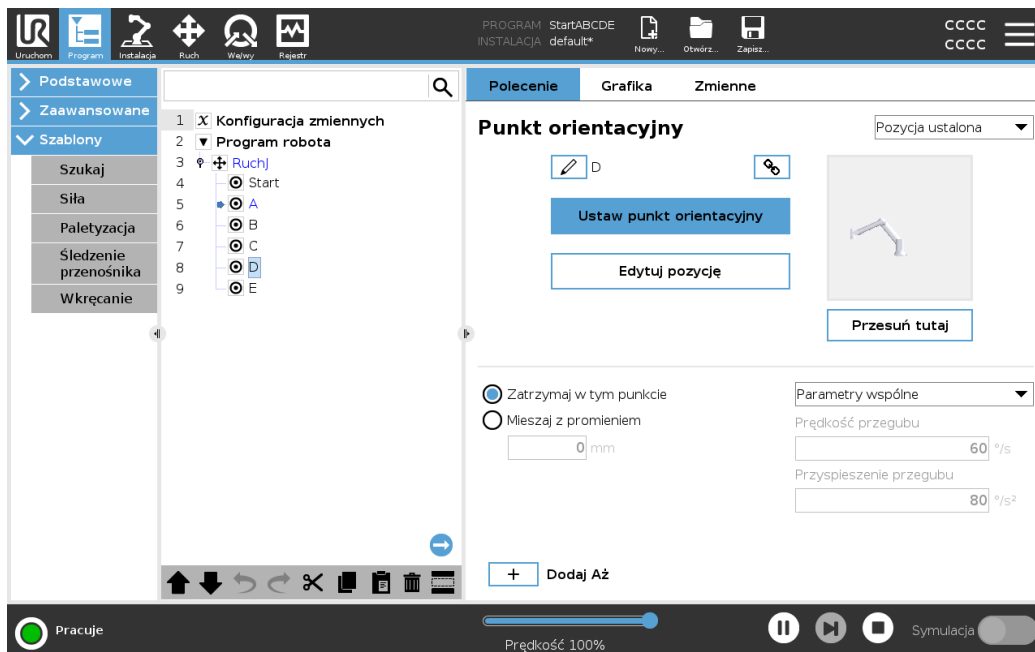 PROGRAM StartABCDE
INSTALACJA default*
CCCC
CCCC
Uruchom Program Instalacja Ruch We/wy Rejestr Nowy... Otwórz... Zapisz...
Podstawowe
Zaawansowane
Szablony
Szukaj
Siła
Paletyzacja
Śledzenie
przenośnika
Wkręcanie
1 X Konfiguracja zmiennych
2 Program robota
3 RuchJ
4 Start
5 A
6 B
7 C
8 D
9 E
Polecenie Grafika Zmienne
Punkt orientacyjny
Pozycja ustalona
D
Ustaw punkt orientacyjny
Edytuj pozycję
Przesuń tutaj
Zatrzymaj w tym punkcie
Mieszaj z promieniem
0 mm
Parametry wspólne
Prędkość przegubu
60 °/s
Przyspieszenie przegubu
80 °/s²
+ Dodaj Aż
Pracuje
Prędkość 100%
Symulacja